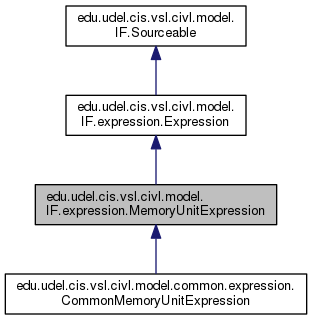 edu.udel.cis.vsl.civl.model.
IF.Sourceable
edu.udel.cis.vsl.civl.model.
IF.expression.Expression
edu.udel.cis.vsl.civl.model.
IF.expression.MemoryUnitExpression
edu.udel.cis.vsl.civl.model.common.expression.
CommonMemoryUnitExpression